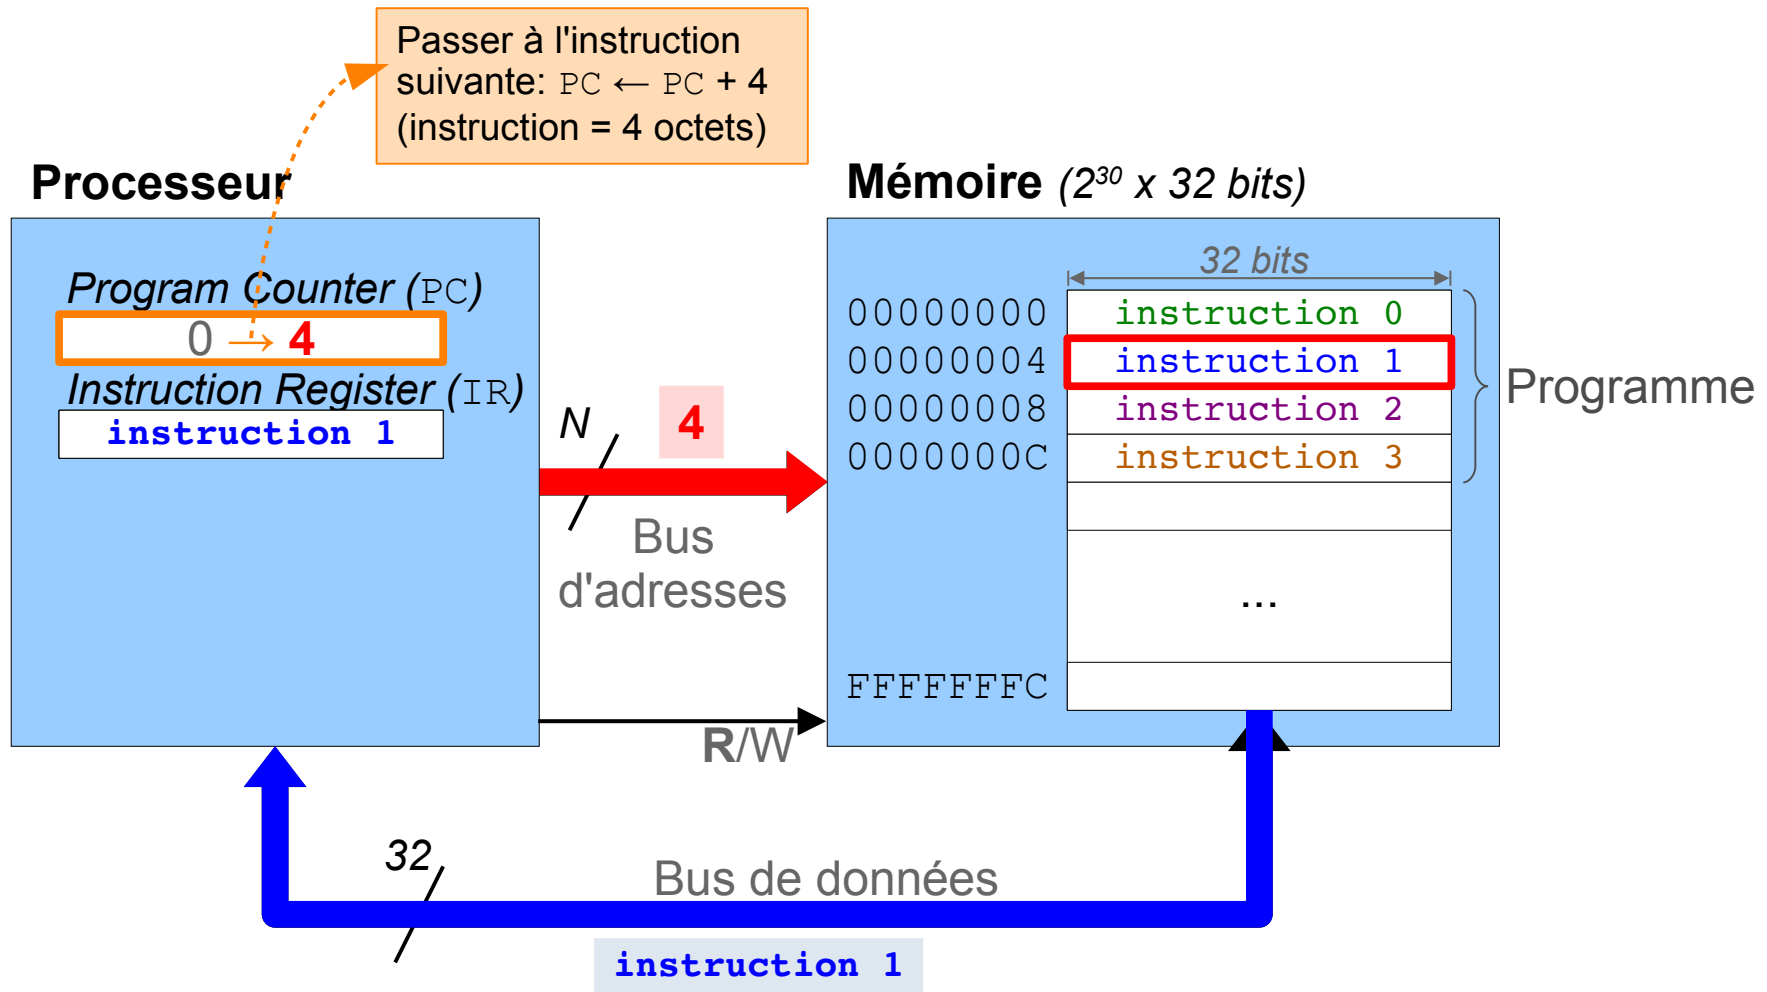 Passer à l'instruction
suivante: PC ← PC + 4
(instruction = 4 octets)
Processeur
Mémoire (2³⁰ x 32 bits)
Program Counter (PC)
0 → 4
Instruction Register (IR)
instruction 1
32 bits
00000000 instruction 0
00000004 instruction 1
00000008 instruction 2
0000000C instruction 3
...
FFFFFFFC
Programme
N
4
Bus
d'adresses
R/W
32
Bus de données
instruction 1